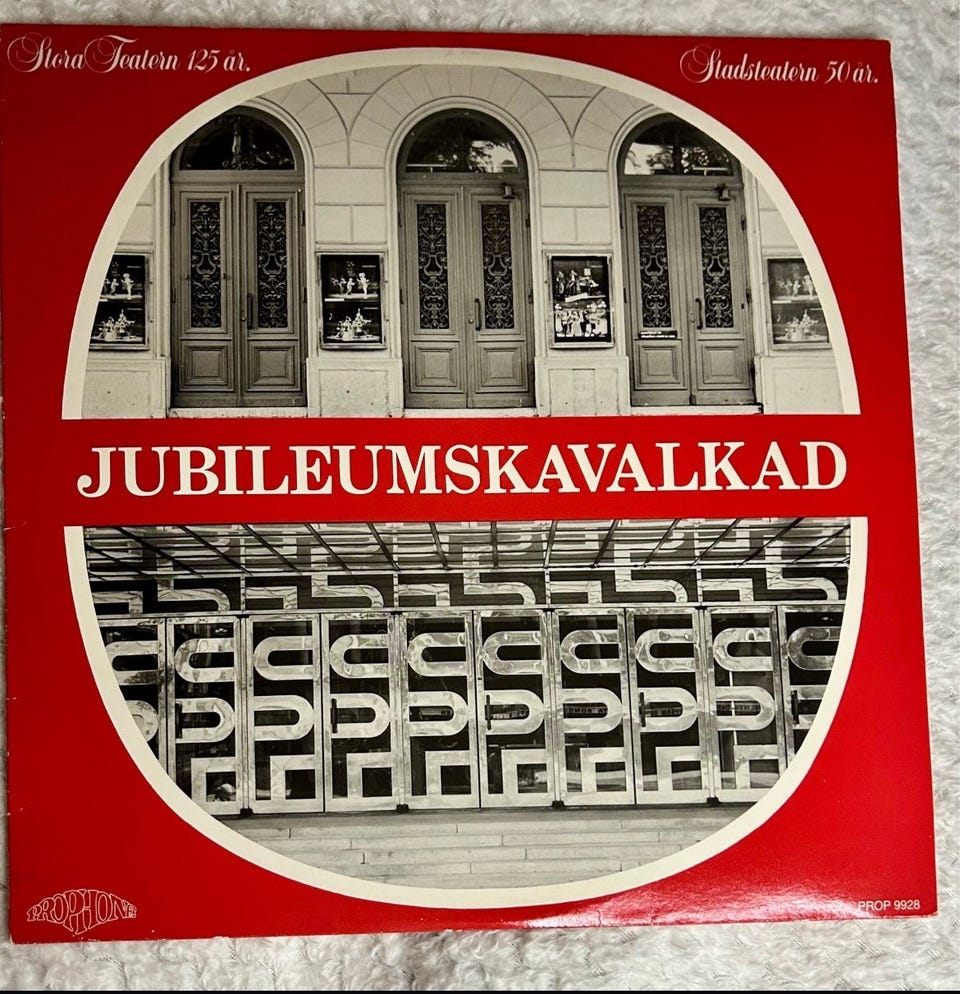 Stora Teatern 125 år.
Stadsteatern 50 år.
JUBILEUMSKAVALKAD
PROPHONE
PROP 9928